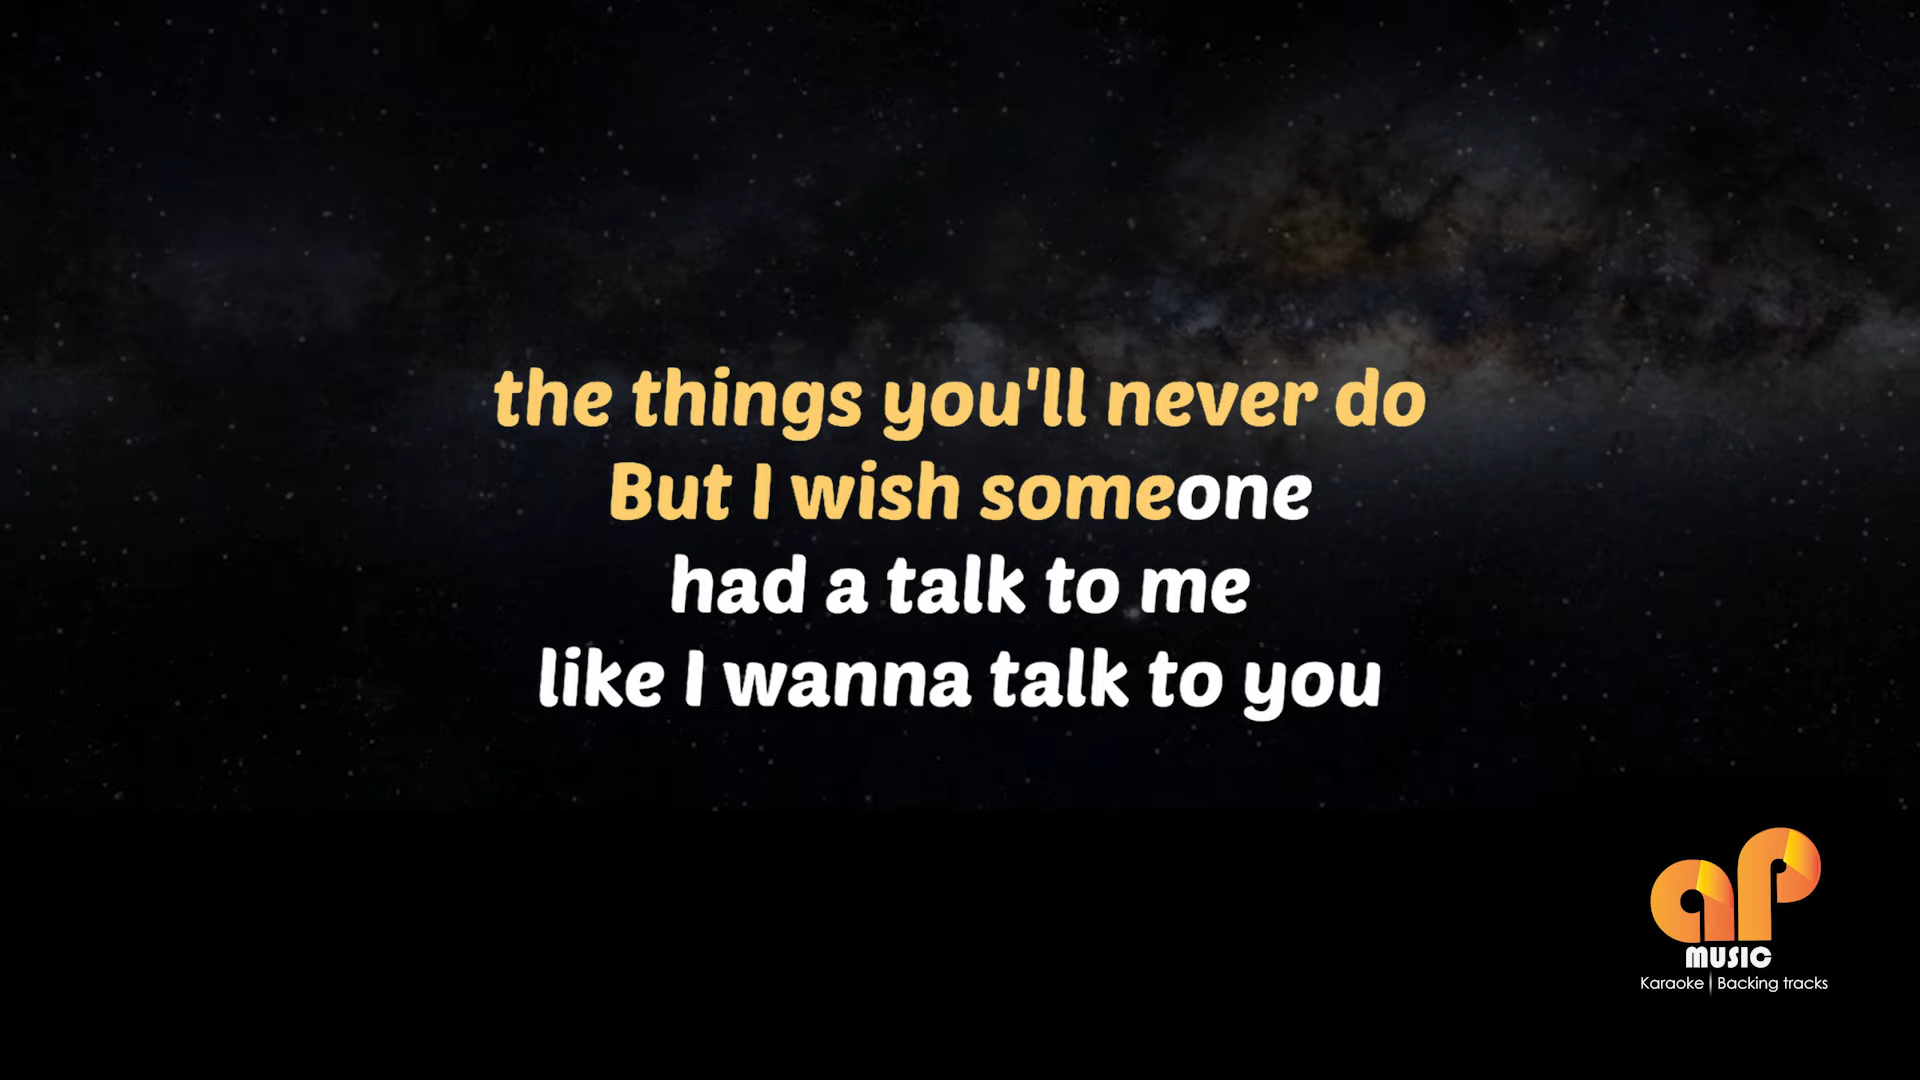 the things you'll never do
But I wish someone
had a talk to me
like I wanna talk to you
aP
MUSIC
Karaoke | Backing tracks